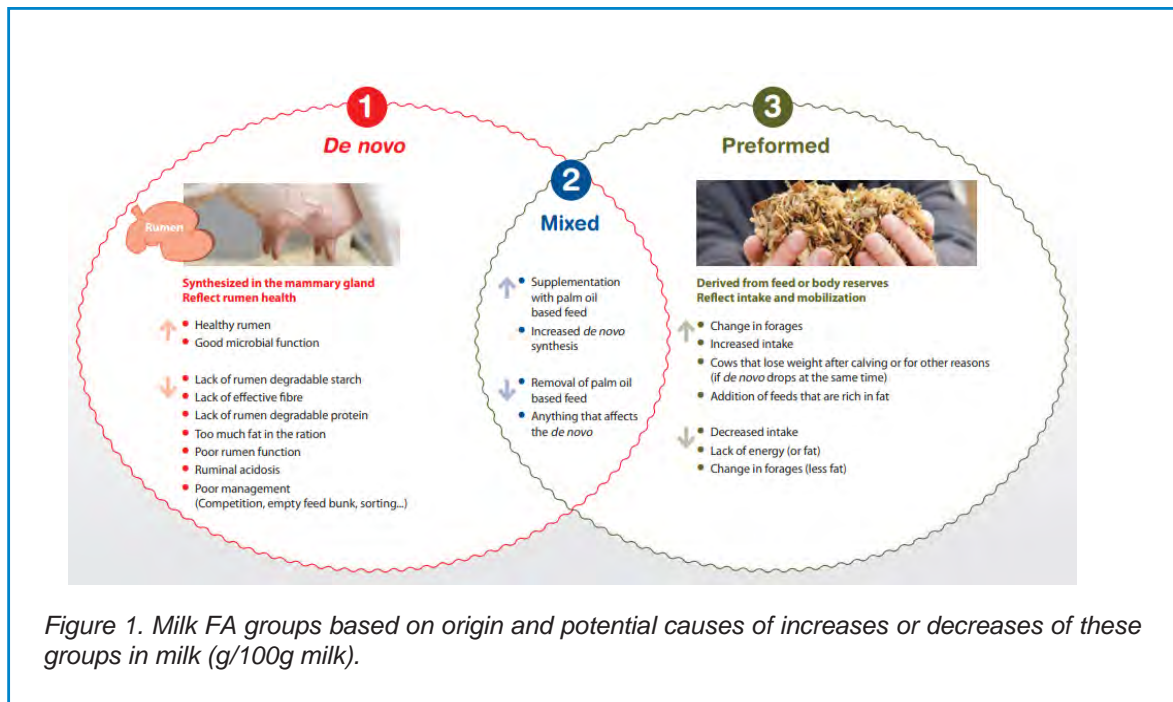 1
De novo
Rumen
Synthesized in the mammary gland
Reflect rumen health
Healthy rumen
Good microbial function
Lack of rumen degradable starch
Lack of effective fibre
Lack of rumen degradable protein
Too much fat in the ration
Poor rumen function
Ruminal acidosis
Poor management
(Competition, empty feed bunk, sorting...)
2
Mixed
Supplementation
with palm oil
based feed
Increased de novo
synthesis
Removal of palm oil
based feed
Anything that affects
the de novo
3
Preformed
Derived from feed or body reserves
Reflect intake and mobilization
Change in forages
Increased intake
Cows that lose weight after calving or for other reasons
(if de novo drops at the same time)
Addition of feeds that are rich in fat
Decreased intake
Lack of energy (or fat)
Change in forages (less fat)
Figure 1. Milk FA groups based on origin and potential causes of increases or decreases of these
groups in milk (g/100g milk).